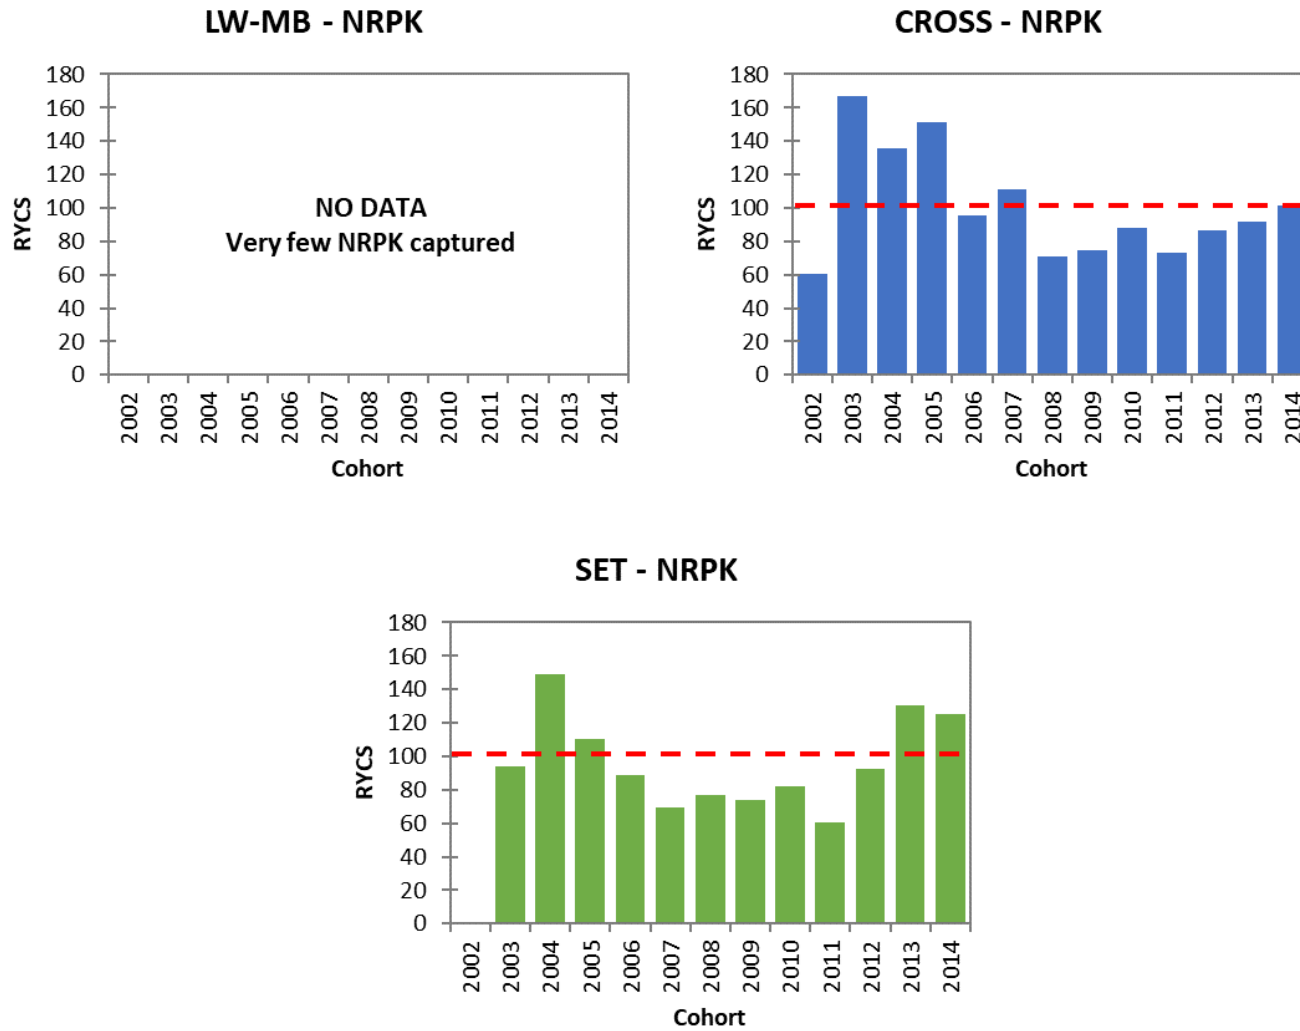 LW-MB - NRPK
180
160
140
120
100
80
60
40
20
0
RYCS
NO DATA
Very few NRPK captured
2002 2003 2004 2005 2006 2007 2008 2009 2010 2011 2012 2013 2014
Cohort
CROSS - NRPK
180
160
140
120
100
80
60
40
20
0
RYCS
2002 2003 2004 2005 2006 2007 2008 2009 2010 2011 2012 2013 2014
Cohort
SET - NRPK
180
160
140
120
100
80
60
40
20
0
RYCS
2002 2003 2004 2005 2006 2007 2008 2009 2010 2011 2012 2013 2014
Cohort